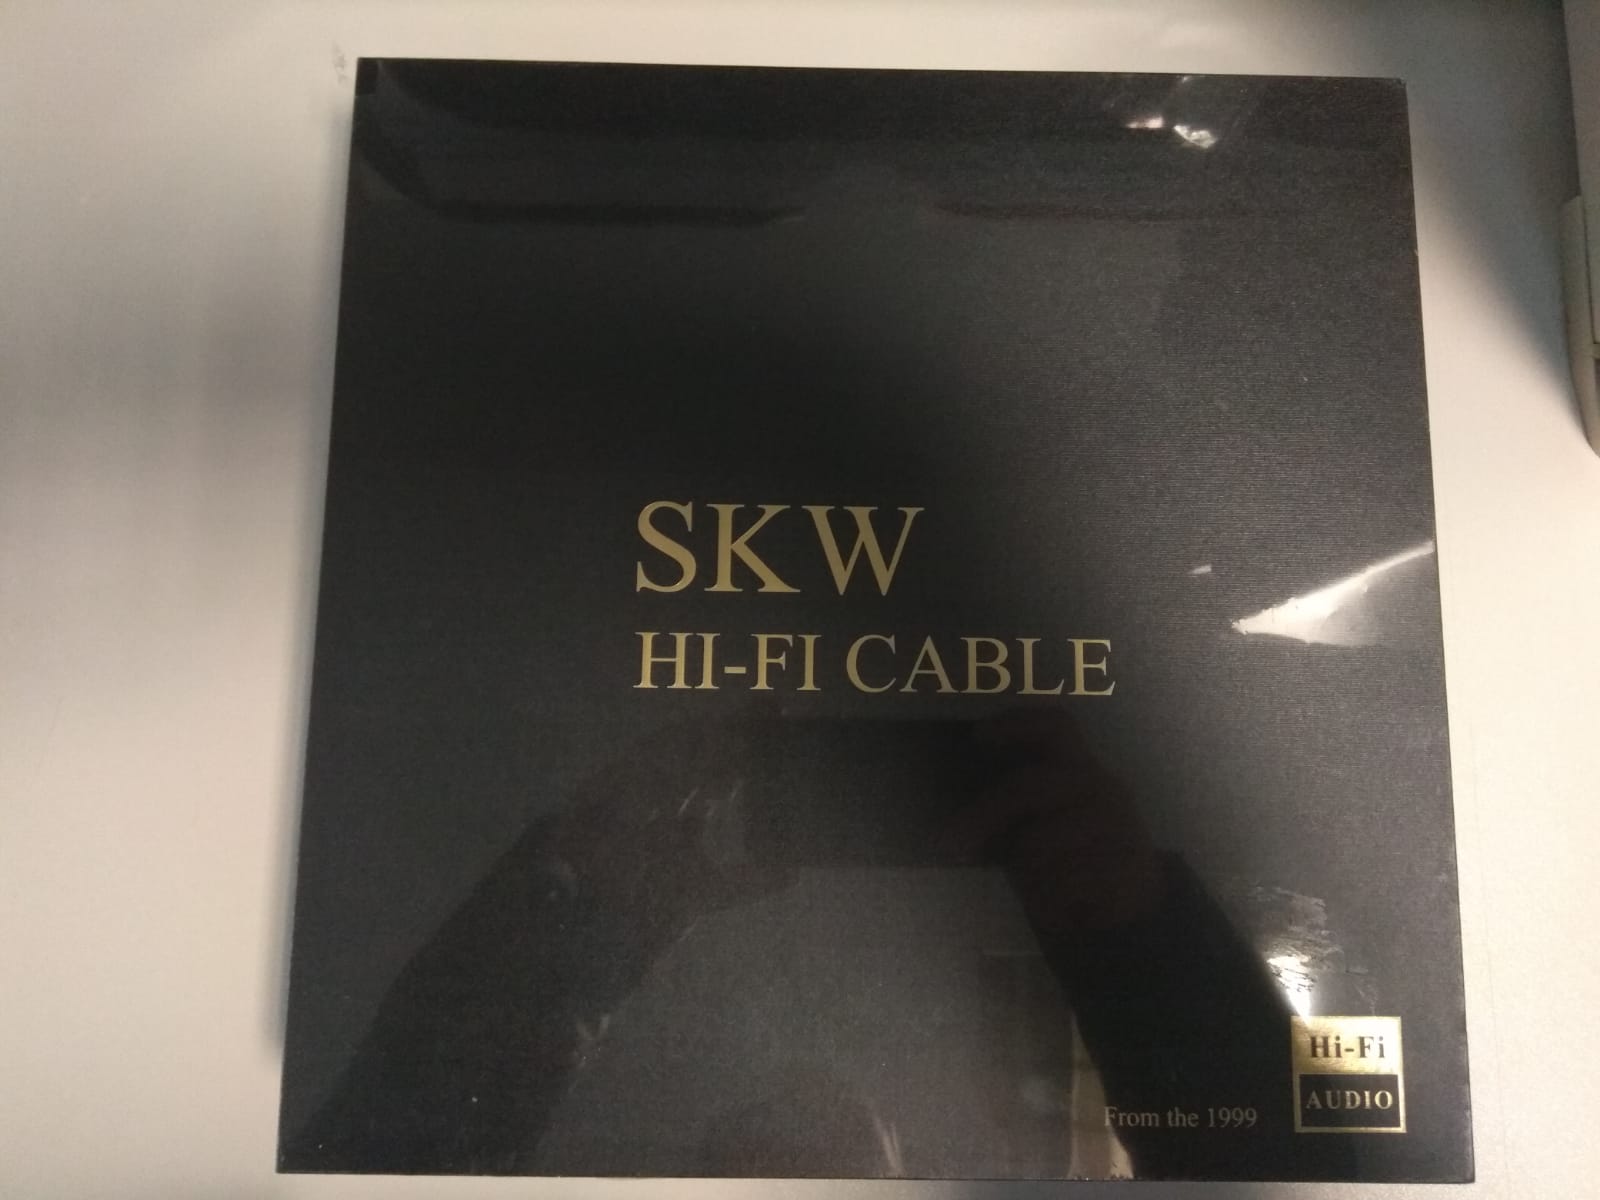 SKW
HI-FI CABLE
From the 1999
Hi-Fi
AUDIO